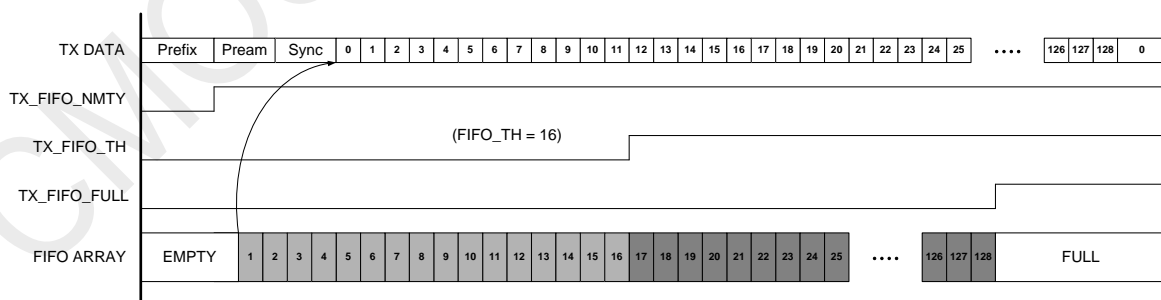 TX DATA Prefix Pream Sync 0 1 2 3 4 5 6 7 8 9 10 11 12 13 14 15 16 17 18 19 20 21 22 23 24 25 .... 126 127 128 0
TX_FIFO_NMTY
TX_FIFO_TH (FIFO_TH = 16)
TX_FIFO_FULL
FIFO ARRAY EMPTY 1 2 3 4 5 6 7 8 9 10 11 12 13 14 15 16 17 18 19 20 21 22 23 24 25 .... 126 127 128 FULL
CMO